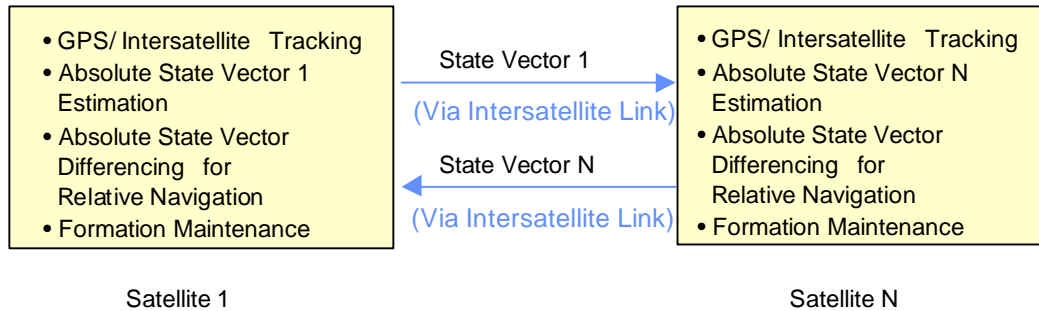 • GPS/ Intersatellite Tracking
• Absolute State Vector 1
Estimation
• Absolute State Vector
Differencing for
Relative Navigation
• Formation Maintenance
State Vector 1
(Via Intersatellite Link)
State Vector N
(Via Intersatellite Link)
• GPS/ Intersatellite Tracking
• Absolute State Vector N
Estimation
• Absolute State Vector
Differencing for
Relative Navigation
• Formation Maintenance
Satellite 1
Satellite N